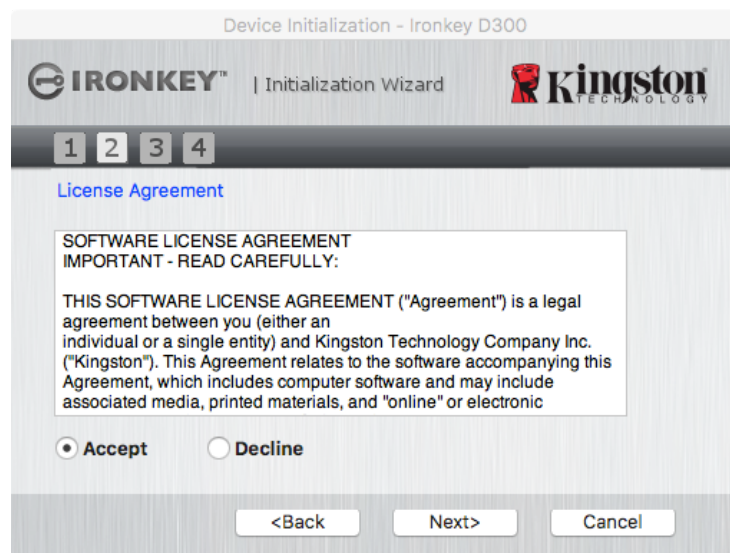 Device Initialization - Ironkey D300
IRONKEY™ | Initialization Wizard Kingston
TECHNOLOGY
1 2 3 4
License Agreement
SOFTWARE LICENSE AGREEMENT
IMPORTANT - READ CAREFULLY:
THIS SOFTWARE LICENSE AGREEMENT ("Agreement") is a legal
agreement between you (either an
individual or a single entity) and Kingston Technology Company Inc.
("Kingston"). This Agreement relates to the software accompanying this
Agreement, which includes computer software and may include
associated media, printed materials, and "online" or electronic
Accept Decline
<Back Next> Cancel